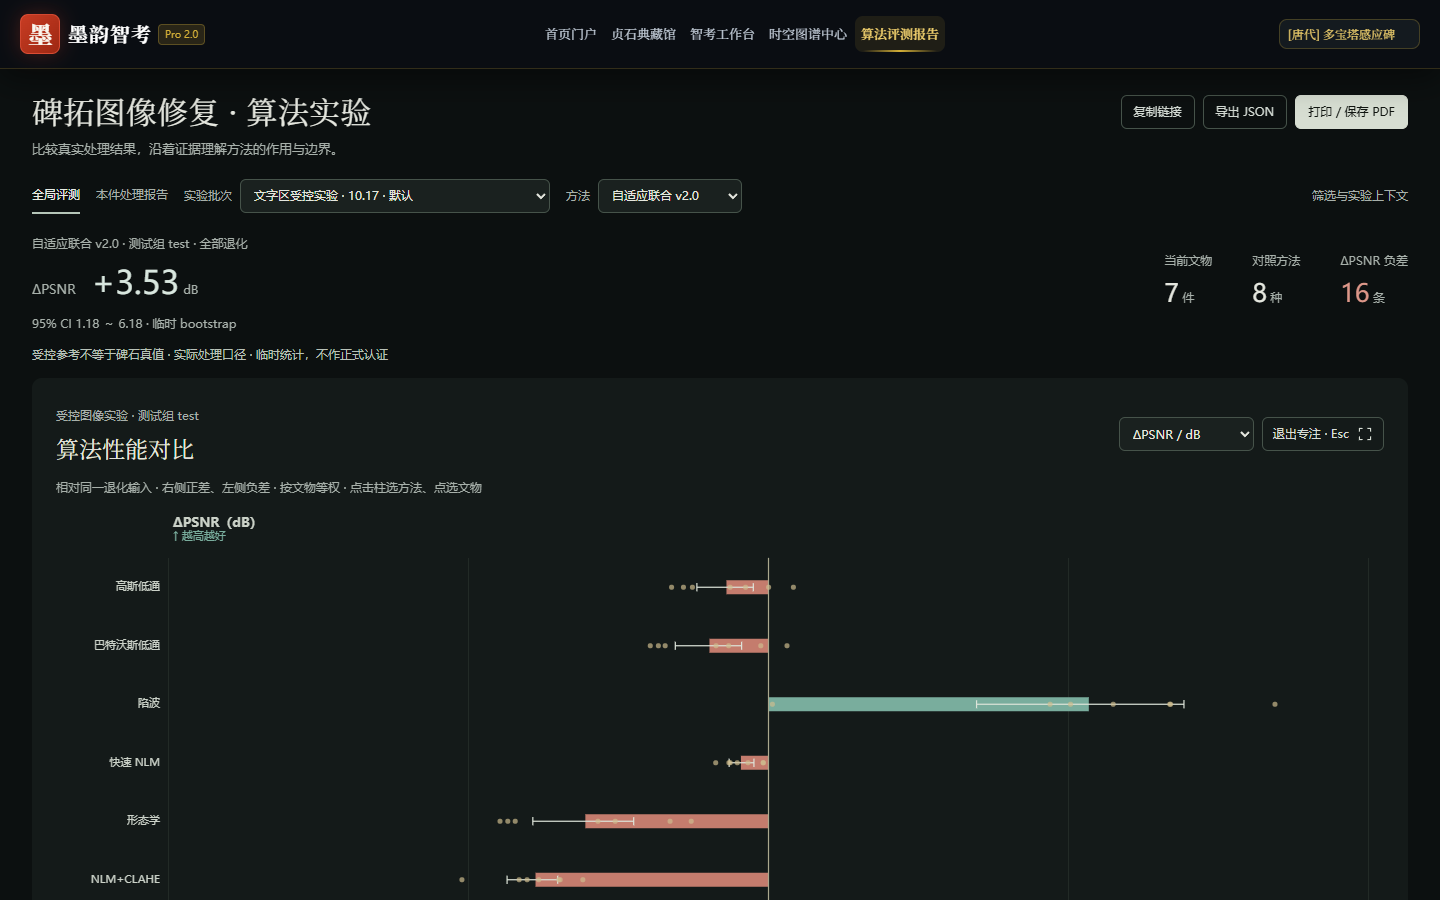 墨 墨韵智考 Pro 2.0
首页门户 贞石典藏馆 智考工作台 时空图谱中心 算法评测报告
[唐代] 多宝塔感应碑
碑拓图像修复 · 算法实验
复制链接 导出 JSON 打印 / 保存 PDF
比较真实处理结果，沿着证据理解方法的作用与边界。
全局评测 本件处理报告 实验批次 文字区受控实验 · 10.17 · 默认 方法 自适应联合 v2.0 筛选与实验上下文
自适应联合 v2.0 · 测试组 test · 全部退化
ΔPSNR +3.53 dB
95% CI 1.18 ~ 6.18 · 临时 bootstrap
当前文物 对照方法 ΔPSNR 负差
7 件 8 种 16 条
受控参考不等于碑石真值 · 实际处理口径 · 临时统计，不作正式认证
受控图像实验 · 测试组 test
算法性能对比
ΔPSNR / dB 退出专注 · Esc
相对同一退化输入 · 右侧正差、左侧负差 · 按文物等权 · 点击柱选方法、点选文物
ΔPSNR (dB)
↑ 越高越好
高斯低通
巴特沃斯低通
陷波
快速 NLM
形态学
NLM+CLAHE